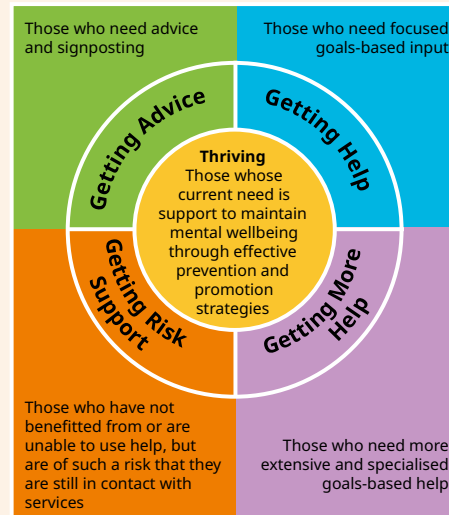 Those who need advice
and signposting
Those who need focused
goals-based input
Getting Advice
Getting Help
Thriving
Those whose
current need is
support to maintain
mental wellbeing
through effective
prevention and
promotion
strategies
Getting Risk
Support
Getting More
Help
Those who have not
benefitted from or are
unable to use help, but
are of such a risk that they
are still in contact with
services
Those who need more
extensive and specialised
goals-based help